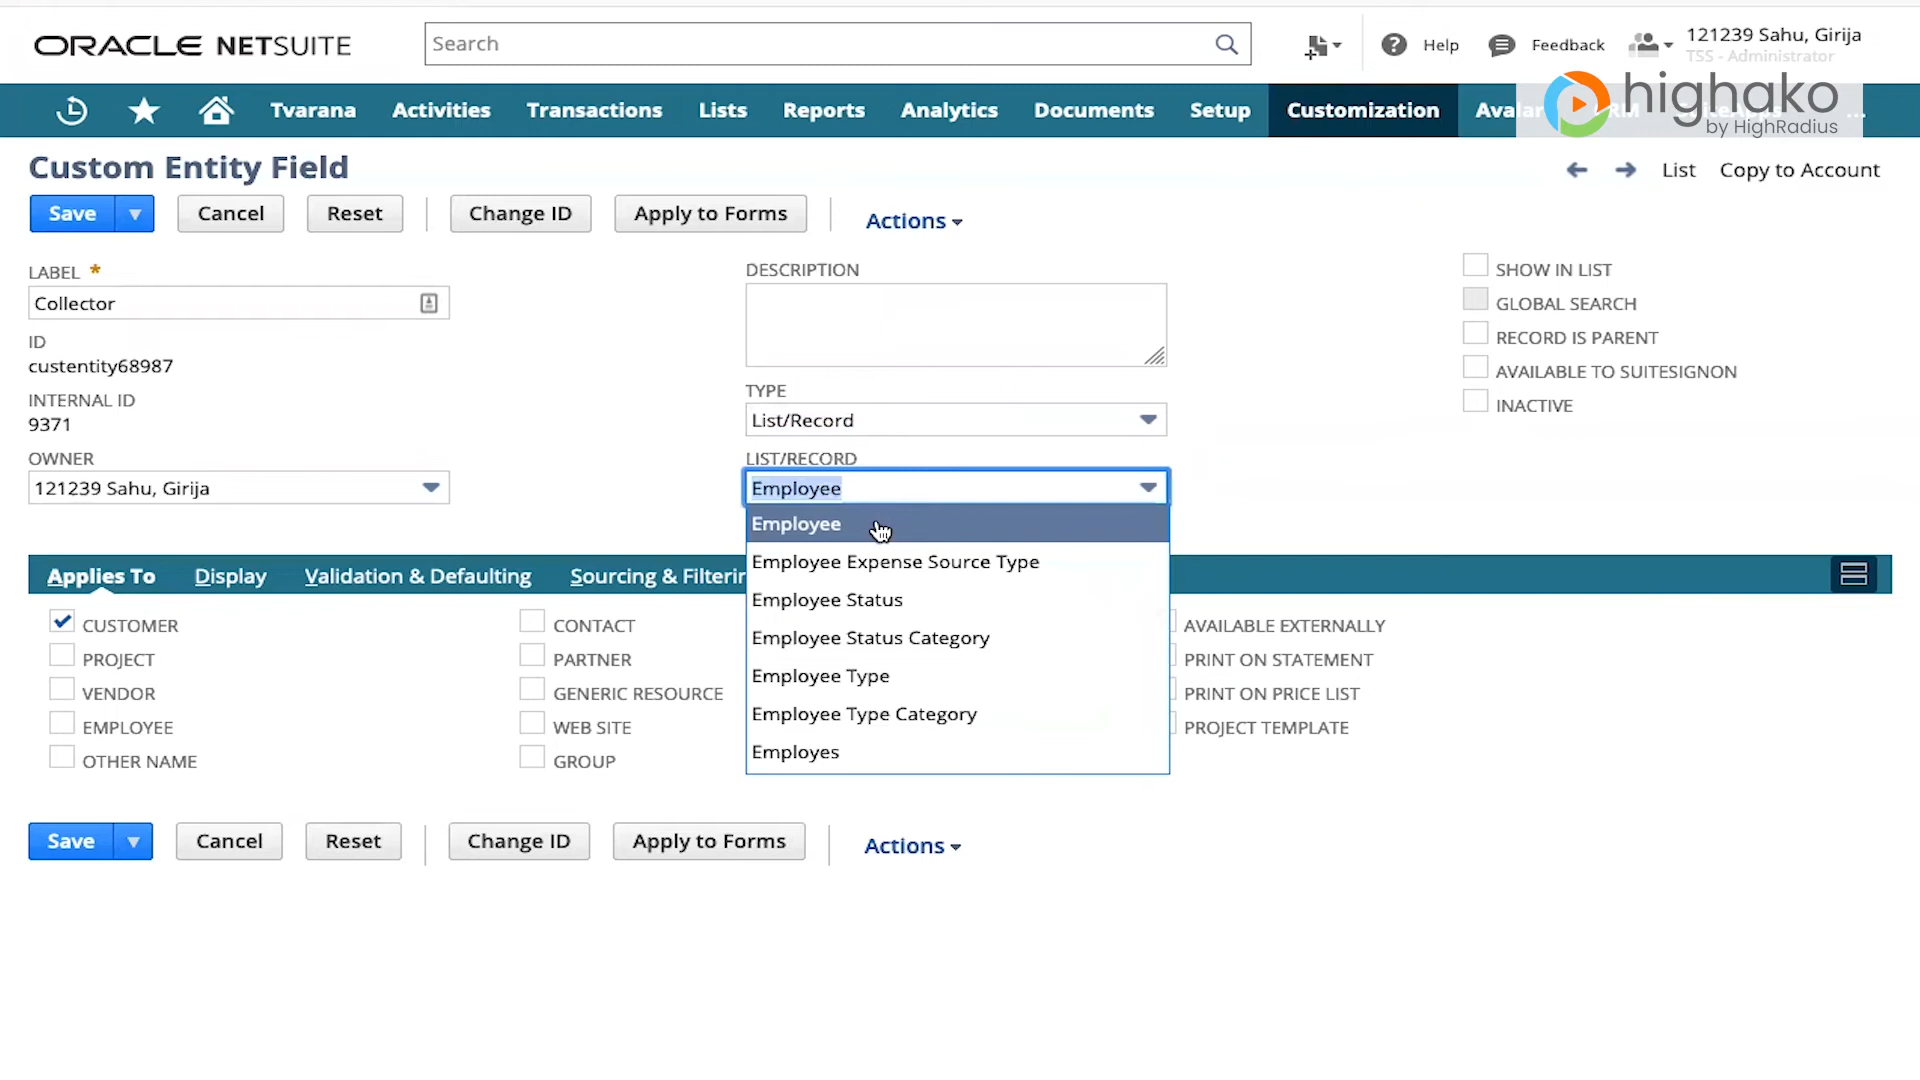 ORACLE NETSUITE
Search
Help
Feedback
121239 Sahu, Girija
TSS - Administrator
Tvarana
Activities
Transactions
Lists
Reports
Analytics
Documents
Setup
Customization
highako
by HighRadius
...
Custom Entity Field
List
Copy to Account
Save
Cancel
Reset
Change ID
Apply to Forms
Actions
LABEL *
Collector
ID
custentity68987
INTERNAL ID
9371
OWNER
121239 Sahu, Girija
DESCRIPTION
TYPE
List/Record
LIST/RECORD
Employee
Employee
Employee Expense Source Type
Employee Status
Employee Status Category
Employee Type
Employee Type Category
Employes
SHOW IN LIST
GLOBAL SEARCH
RECORD IS PARENT
AVAILABLE TO SUITESIGNON
INACTIVE
Applies To
Display
Validation & Defaulting
Sourcing & Filterin
CUSTOMER
PROJECT
VENDOR
EMPLOYEE
OTHER NAME
CONTACT
PARTNER
GENERIC RESOURCE
WEB SITE
GROUP
AVAILABLE EXTERNALLY
PRINT ON STATEMENT
PRINT ON PRICE LIST
PROJECT TEMPLATE
Save
Cancel
Reset
Change ID
Apply to Forms
Actions